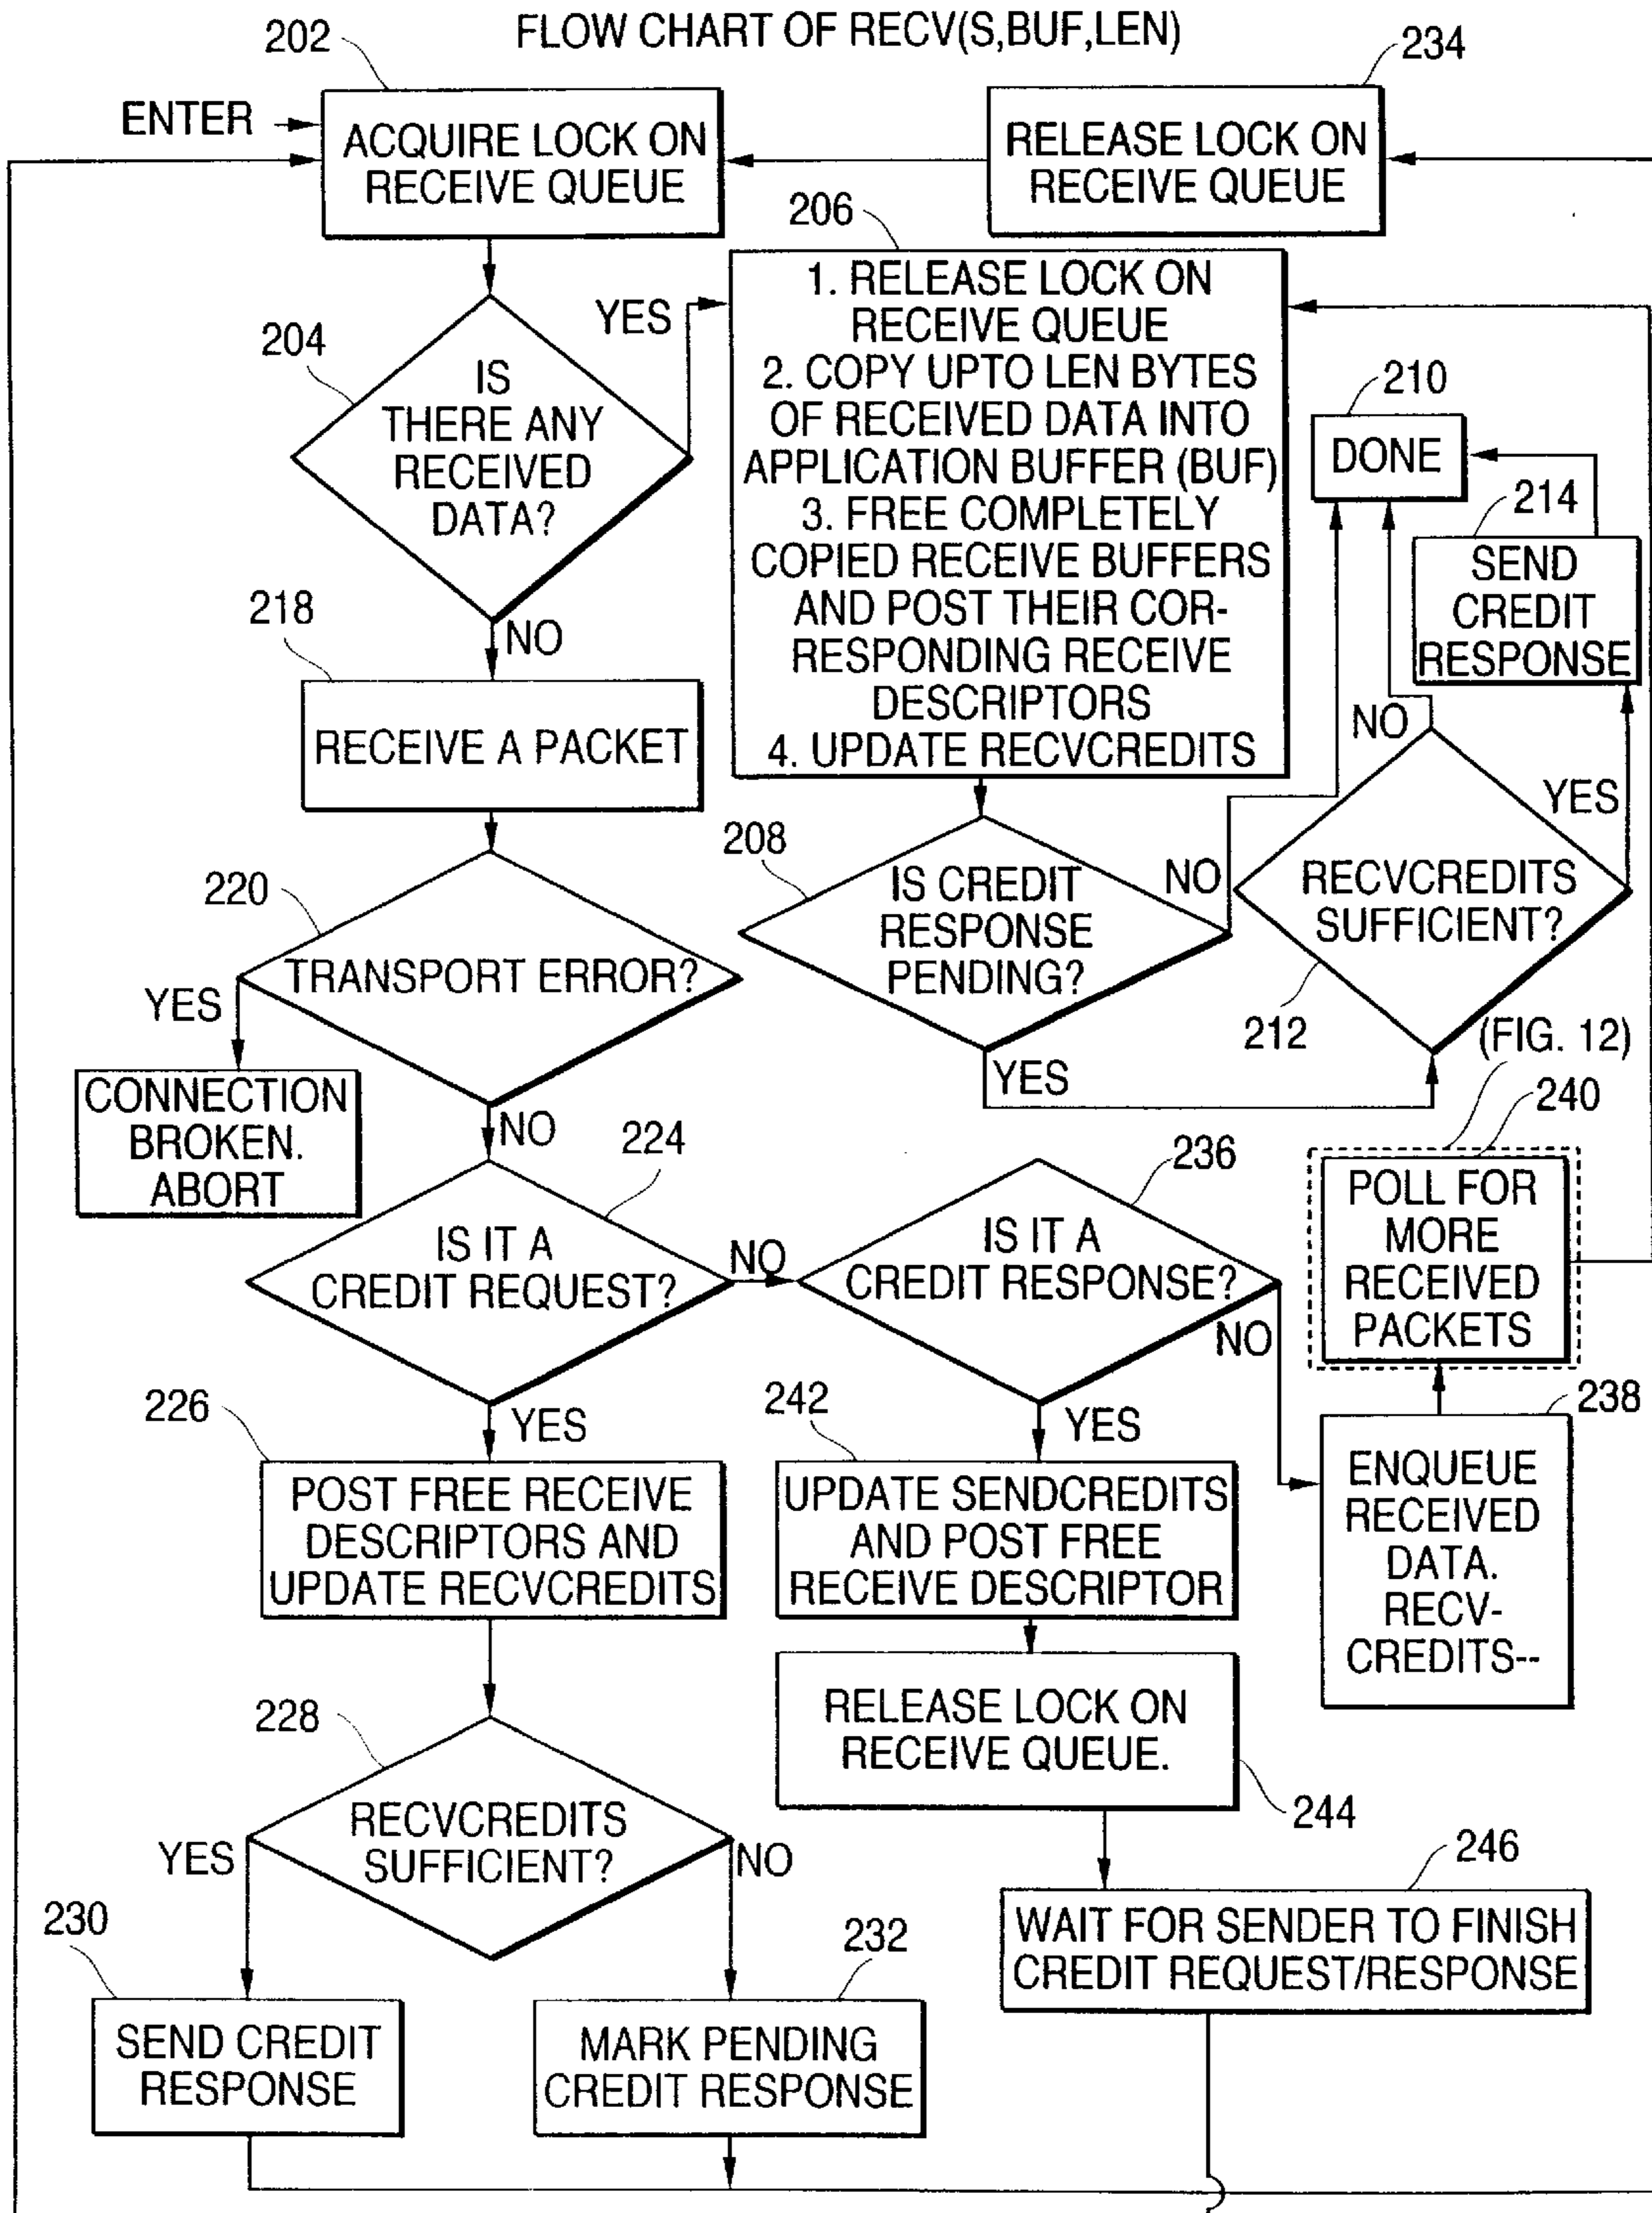 FLOW CHART OF RECV(S,BUF,LEN)
202
234
ENTER
ACQUIRE LOCK ON
RECEIVE QUEUE
RELEASE LOCK ON
RECEIVE QUEUE
206
1. RELEASE LOCK ON
RECEIVE QUEUE
2. COPY UPTO LEN BYTES
OF RECEIVED DATA INTO
APPLICATION BUFFER (BUF)
3. FREE COMPLETELY
COPIED RECEIVE BUFFERS
AND POST THEIR COR-
RESPONDING RECEIVE
DESCRIPTORS
4. UPDATE RECVCREDITS
YES
204
IS
THERE ANY
RECEIVED
DATA?
NO
210
DONE
214
SEND
CREDIT
RESPONSE
NO
YES
218
RECEIVE A PACKET
208
IS CREDIT
RESPONSE
PENDING?
NO
YES
RECVCREDITS
SUFFICIENT?
212
220
TRANSPORT ERROR?
YES
CONNECTION
BROKEN.
ABORT
NO
(FIG. 12)
240
POLL FOR
MORE
RECEIVED
PACKETS
224
IS IT A
CREDIT REQUEST?
NO
236
IS IT A
CREDIT RESPONSE?
NO
238
ENQUEUE
RECEIVED
DATA.
RECV-
CREDITS--
226
YES
POST FREE RECEIVE
DESCRIPTORS AND
UPDATE RECVCREDITS
242
YES
UPDATE SENDCREDITS
AND POST FREE
RECEIVE DESCRIPTOR
RELEASE LOCK ON
RECEIVE QUEUE.
244
228
RECVCREDITS
SUFFICIENT?
YES
NO
246
WAIT FOR SENDER TO FINISH
CREDIT REQUEST/RESPONSE
230
SEND CREDIT
RESPONSE
232
MARK PENDING
CREDIT RESPONSE